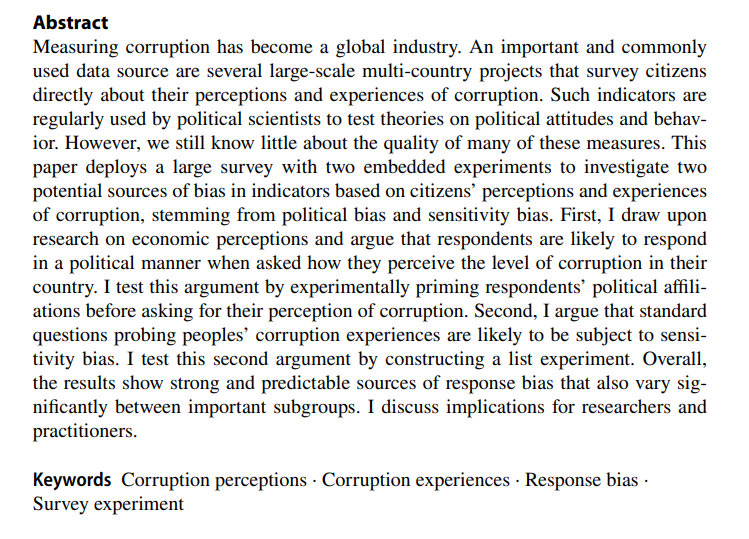 Abstract
Measuring corruption has become a global industry. An important and commonly
used data source are several large-scale multi-country projects that survey citizens
directly about their perceptions and experiences of corruption. Such indicators are
regularly used by political scientists to test theories on political attitudes and behav-
ior. However, we still know little about the quality of many of these measures. This
paper deploys a large survey with two embedded experiments to investigate two
potential sources of bias in indicators based on citizens’ perceptions and experiences
of corruption, stemming from political bias and sensitivity bias. First, I draw upon
research on economic perceptions and argue that respondents are likely to respond
in a political manner when asked how they perceive the level of corruption in their
country. I test this argument by experimentally priming respondents’ political affili-
ations before asking for their perception of corruption. Second, I argue that standard
questions probing peoples’ corruption experiences are likely to be subject to sensi-
tivity bias. I test this second argument by constructing a list experiment. Overall,
the results show strong and predictable sources of response bias that also vary sig-
nificantly between important subgroups. I discuss implications for researchers and
practitioners.
Keywords Corruption perceptions · Corruption experiences · Response bias ·
Survey experiment